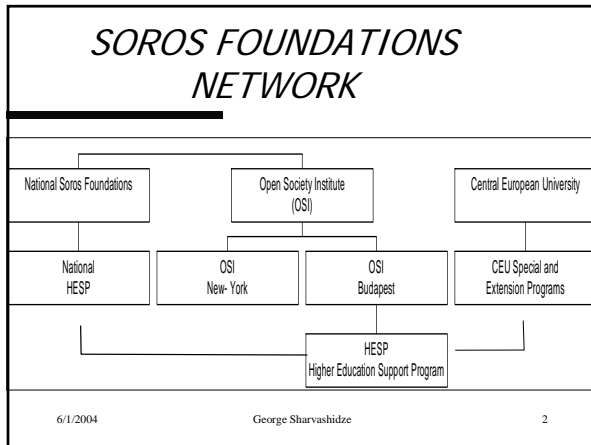 SOROS FOUNDATIONS
NETWORK
National Soros Foundations
Open Society Institute
(OSI)
Central European University
National
HESP
OSI
New- York
OSI
Budapest
CEU Special and
Extension Programs
HESP
Higher Education Support Program
6/1/2004
George Sharvashidze
2